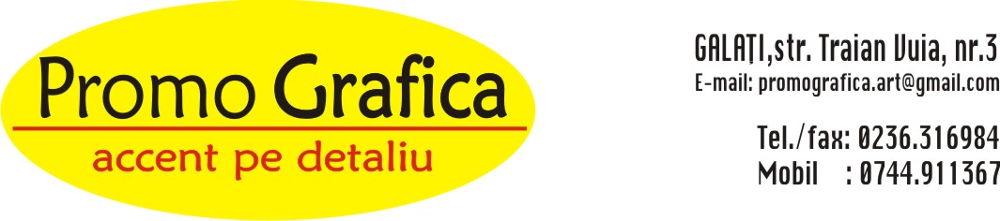 Promo Grafica
accent pe detaliu
GALAȚI,str. Traian Vuia, nr.3
E-mail: promografica.art@gmail.com
Tel./fax: 0236.316984
Mobil : 0744.911367